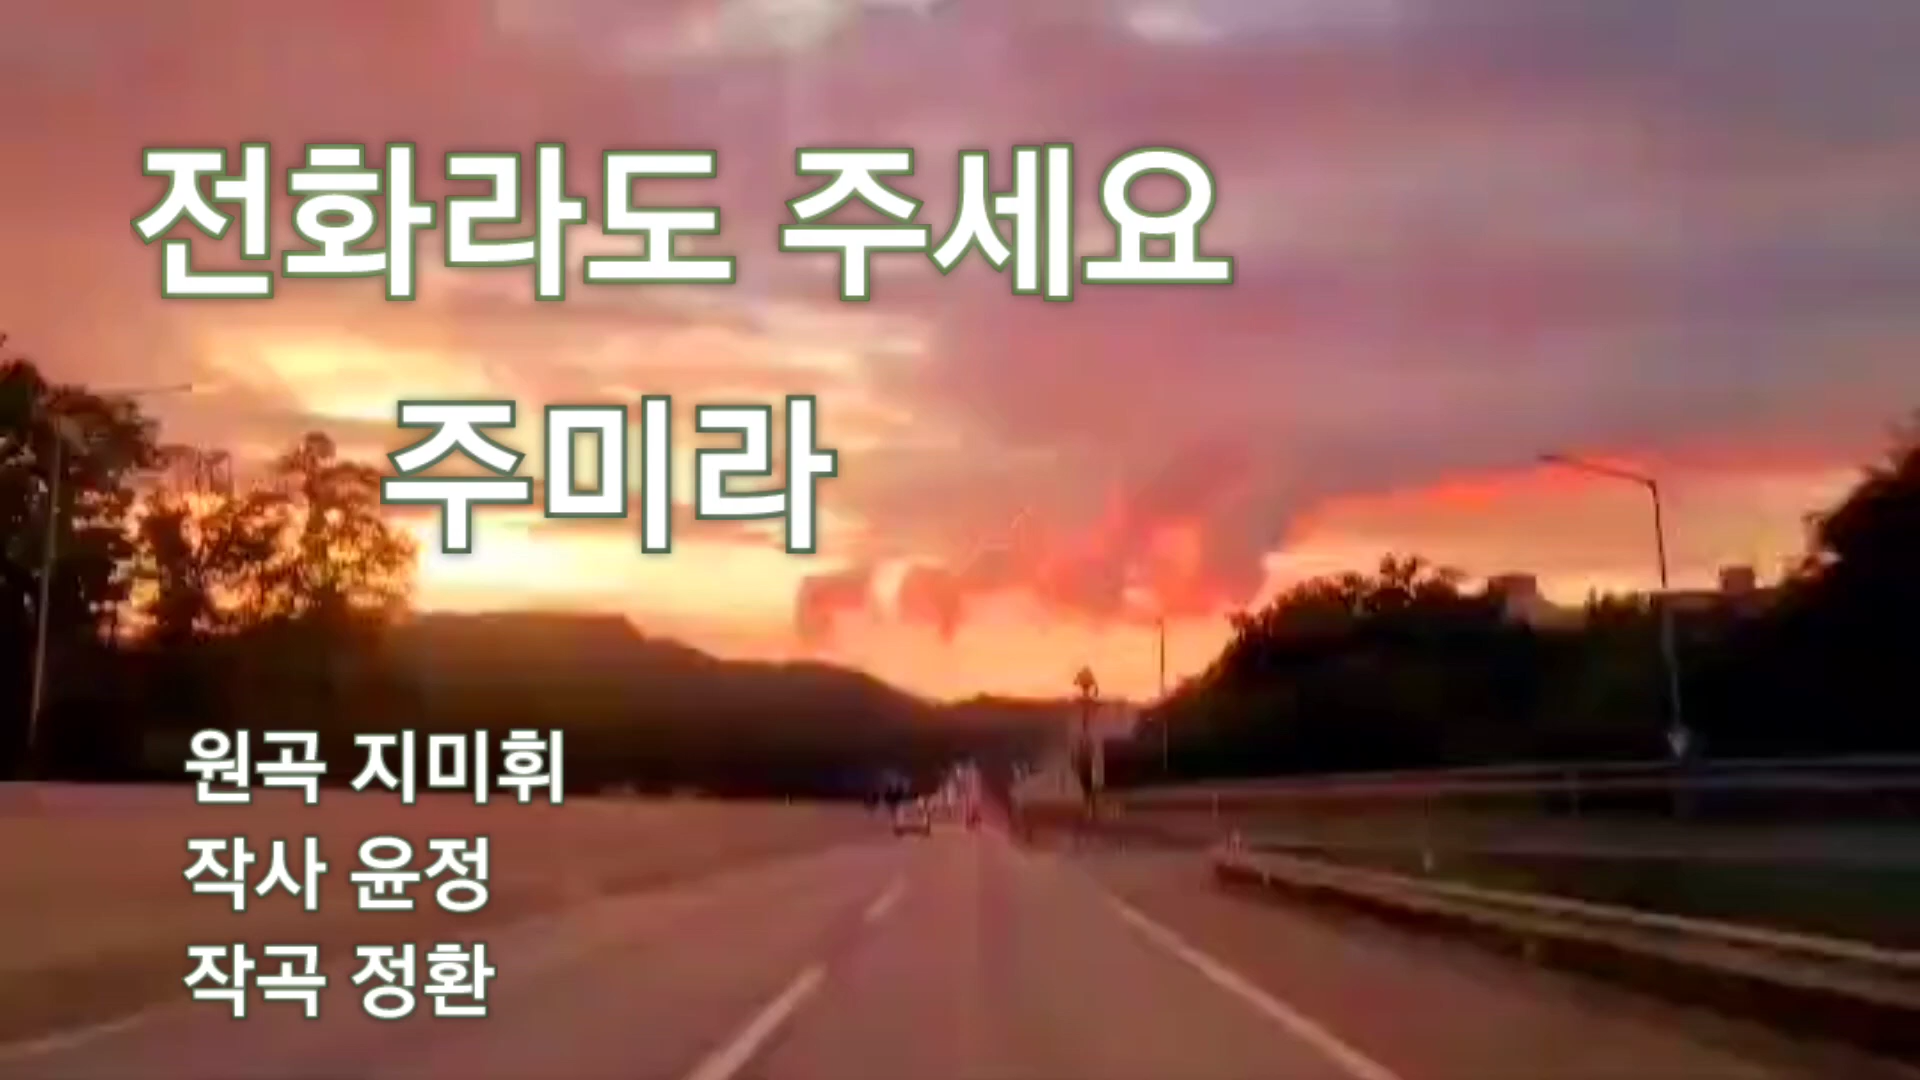 전화라도 주세요
주미라
원곡 지미휘
작사 윤정
작곡 정환